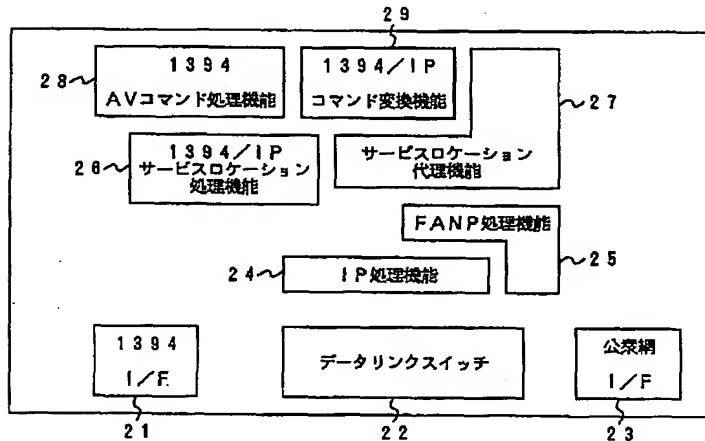 29
1394
AVコマンド処理機能
28
1394/IP
コマンド変換機能
27
1394/IP
サービスロケーション
処理機能
26
サービスロケーション
代理機能
FANP処理機能
25
24
IP処理機能
1394
I/F
データリンクスイッチ
公衆網
I/F
21
22
23